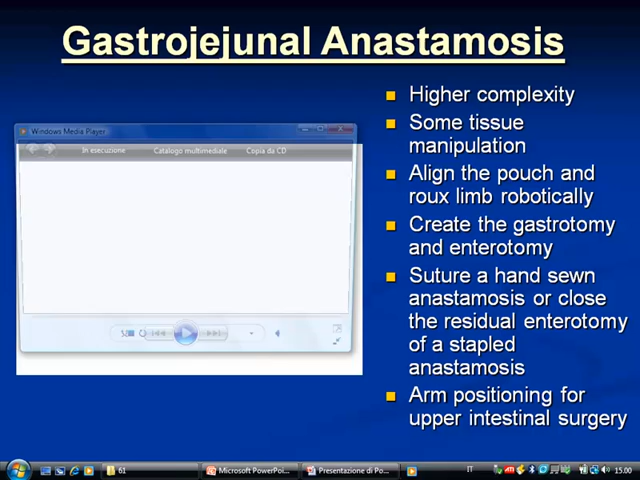 Gastrojejunal Anastamosis
Windows Media Player
In esecuzione
Catalogo multimediale
Copia da CD
Higher complexity
Some tissue
manipulation
Align the pouch and
roux limb robotically
Create the gastrotomy
and enterotomy
Suture a hand sewn
anastamosis or close
the residual enterotomy
of a stapled
anastamosis
Arm positioning for
upper intestinal surgery
61
Microsoft PowerPoi...
Presentazione di Po...
IT
15.00